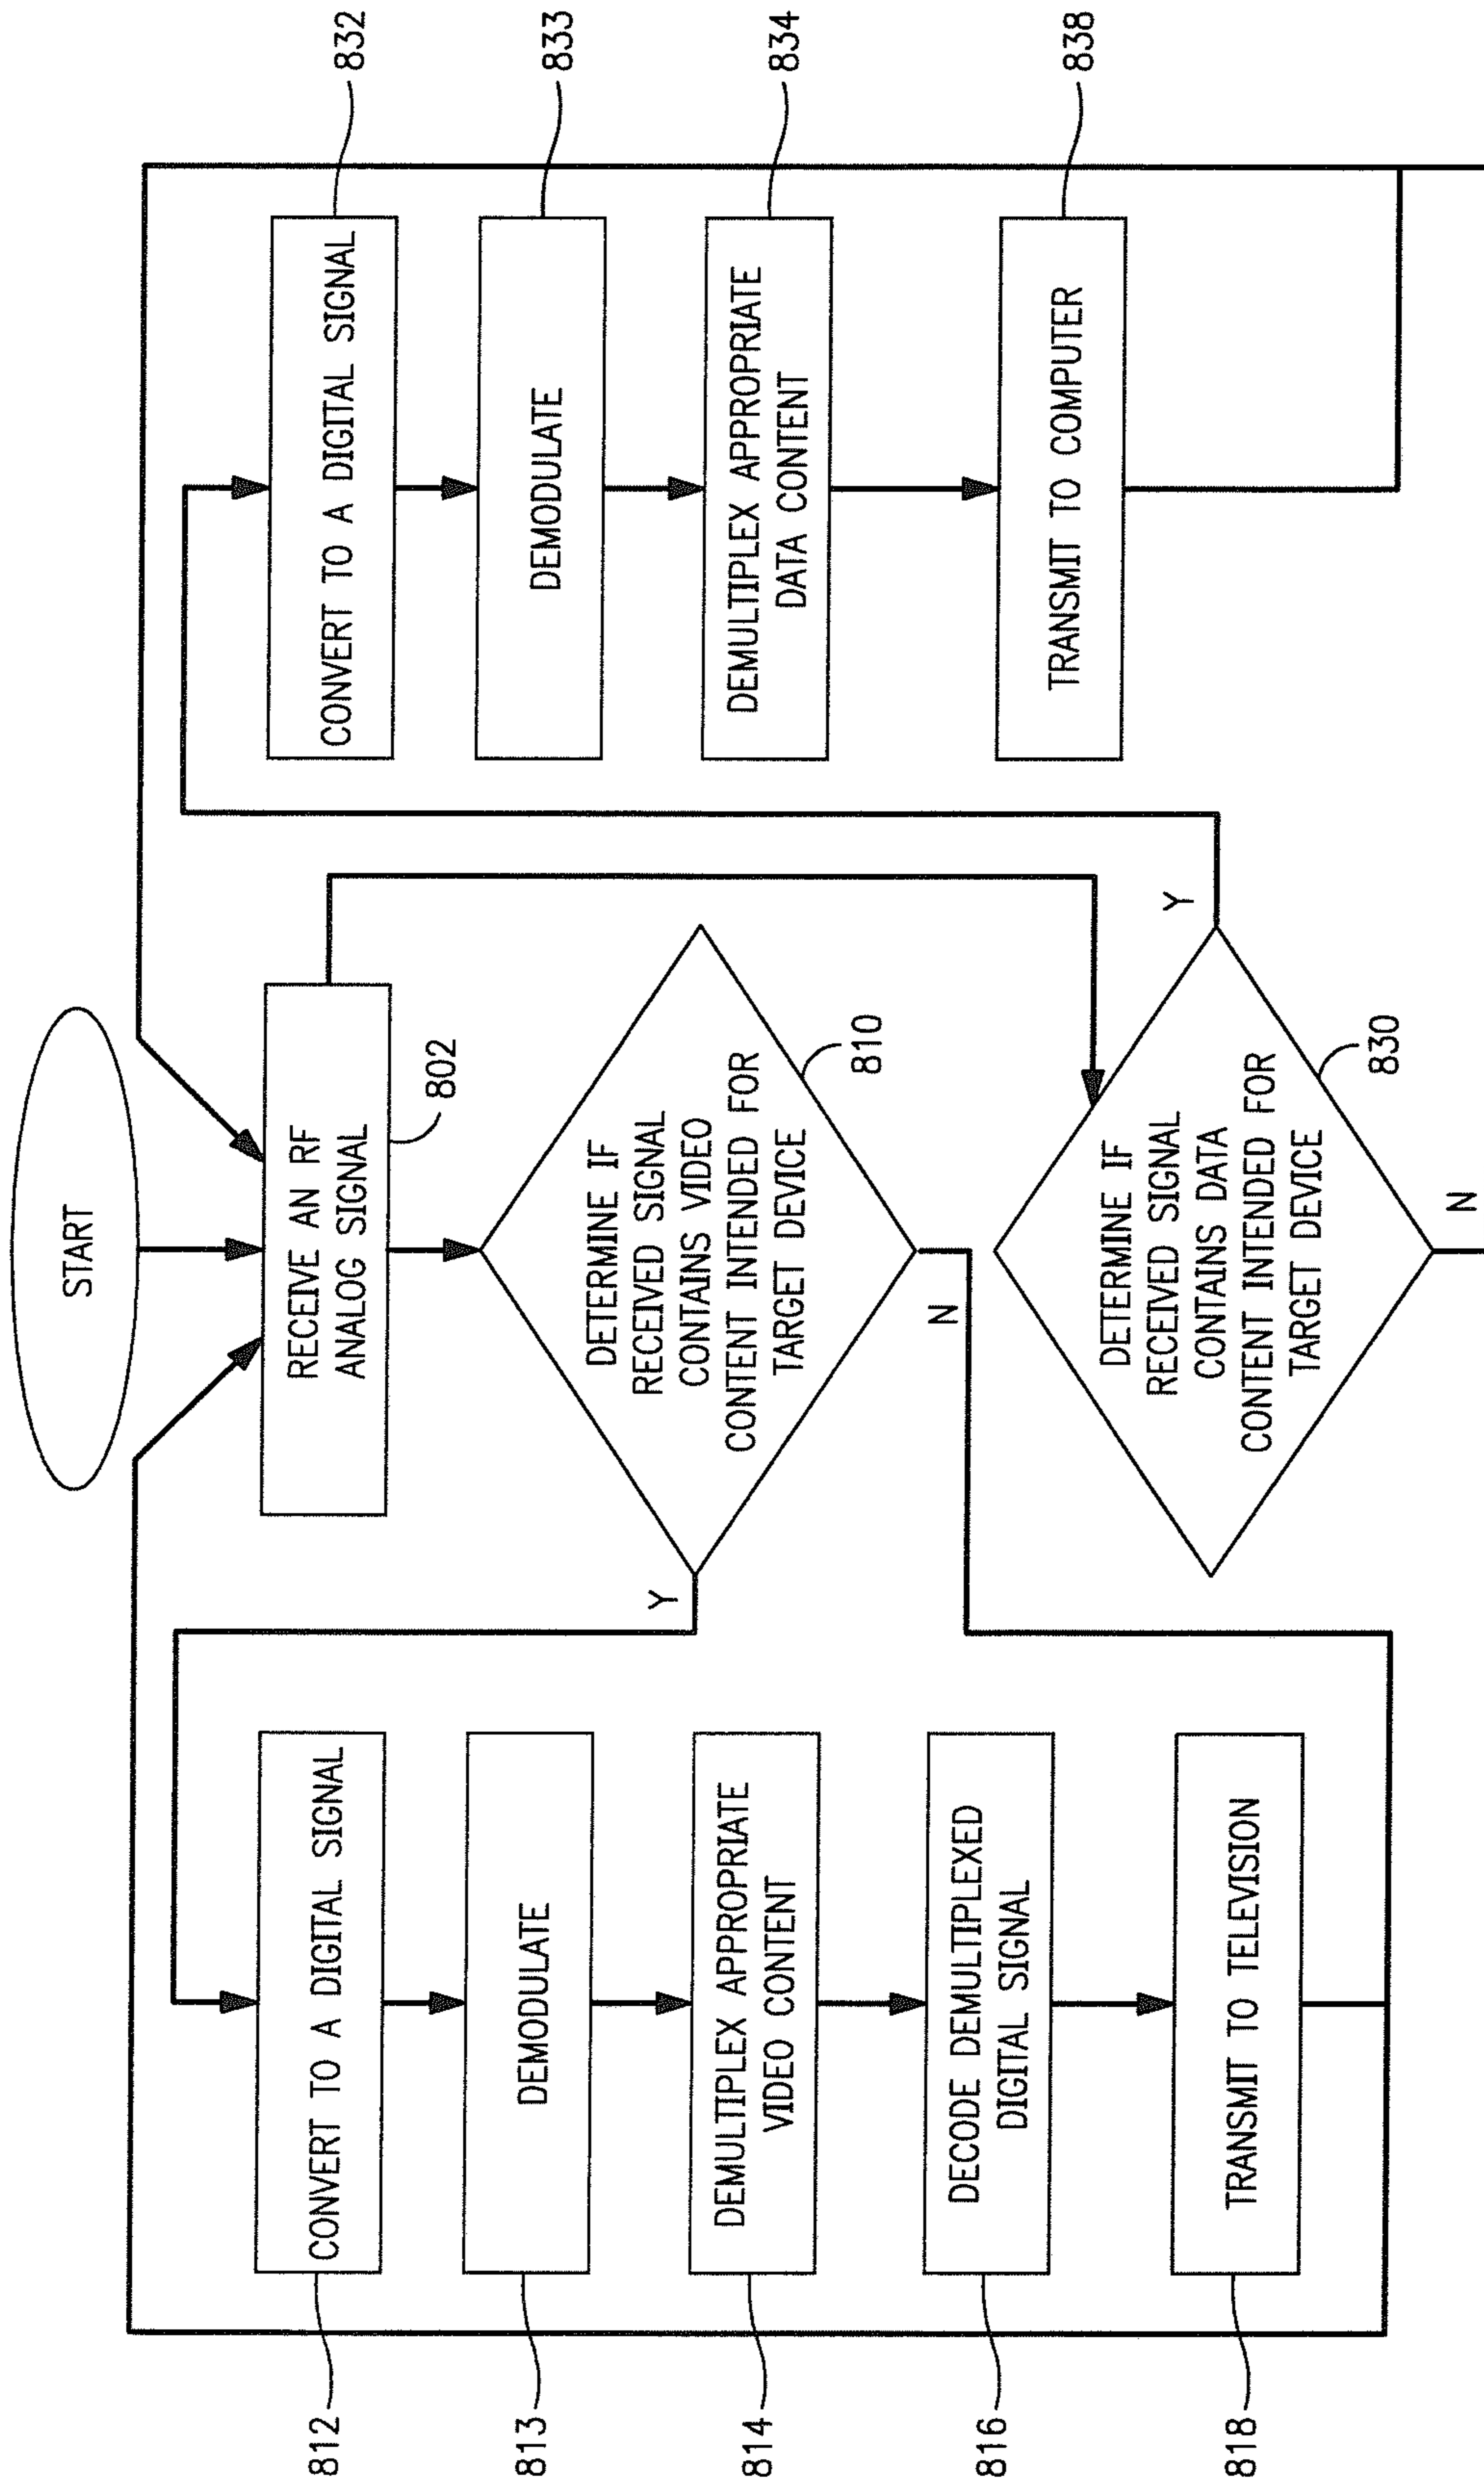 START
RECEIVE AN RF
ANALOG SIGNAL
802
DETERMINE IF
RECEIVED SIGNAL
CONTAINS VIDEO
CONTENT INTENDED FOR
TARGET DEVICE
810
Y
N
812
CONVERT TO A DIGITAL SIGNAL
813
DEMODULATE
814
DEMULTIPLEX APPROPRIATE
VIDEO CONTENT
816
DECODE DEMULTIPLEXED
DIGITAL SIGNAL
818
TRANSMIT TO TELEVISION
DETERMINE IF
RECEIVED SIGNAL
CONTAINS DATA
CONTENT INTENDED FOR
TARGET DEVICE
830
Y
N
CONVERT TO A DIGITAL SIGNAL
832
DEMODULATE
833
DEMULTIPLEX APPROPRIATE
DATA CONTENT
834
TRANSMIT TO COMPUTER
838